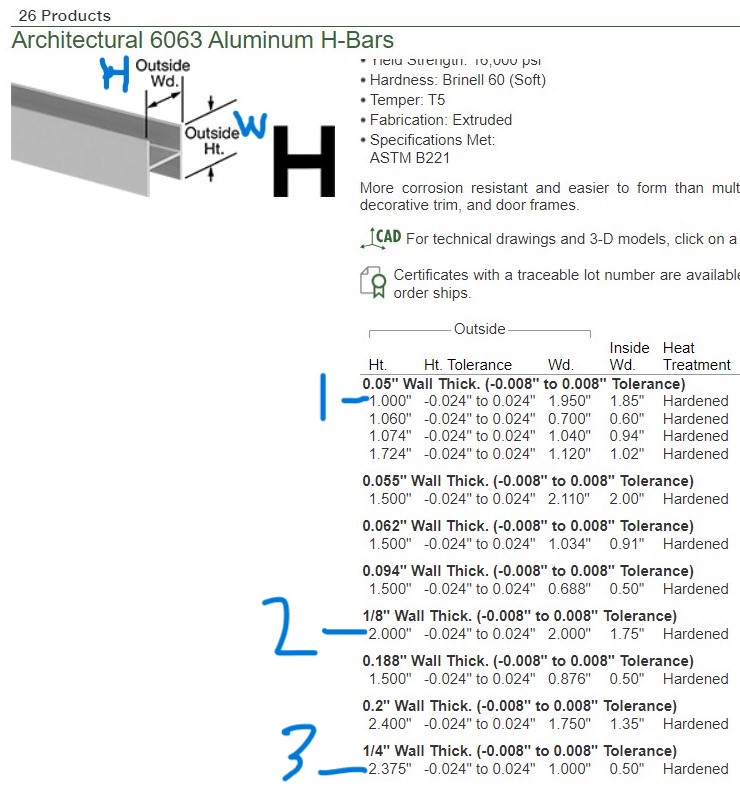 26 Products
Architectural 6063 Aluminum H-Bars
H Outside
Wd.
Outside W
Ht.
H
• Yield Strength: 16,000 psi
• Hardness: Brinell 60 (Soft)
• Temper: T5
• Fabrication: Extruded
• Specifications Met:
ASTM B221
More corrosion resistant and easier to form than mult
decorative trim, and door frames.
CAD For technical drawings and 3-D models, click on a
Certificates with a traceable lot number are available
order ships.
Outside
Inside Heat
Ht. Ht. Tolerance Wd. Wd. Treatment
0.05" Wall Thick. (-0.008" to 0.008" Tolerance)
1 1.000" -0.024" to 0.024" 1.950" 1.85" Hardened
1.060" -0.024" to 0.024" 0.700" 0.60" Hardened
1.074" -0.024" to 0.024" 1.040" 0.94" Hardened
1.724" -0.024" to 0.024" 1.120" 1.02" Hardened
0.055" Wall Thick. (-0.008" to 0.008" Tolerance)
1.500" -0.024" to 0.024" 2.110" 2.00" Hardened
0.062" Wall Thick. (-0.008" to 0.008" Tolerance)
1.500" -0.024" to 0.024" 1.034" 0.91" Hardened
0.094" Wall Thick. (-0.008" to 0.008" Tolerance)
1.500" -0.024" to 0.024" 0.688" 0.50" Hardened
1/8" Wall Thick. (-0.008" to 0.008" Tolerance)
2 2.000" -0.024" to 0.024" 2.000" 1.75" Hardened
0.188" Wall Thick. (-0.008" to 0.008" Tolerance)
1.500" -0.024" to 0.024" 0.876" 0.50" Hardened
0.2" Wall Thick. (-0.008" to 0.008" Tolerance)
2.400" -0.024" to 0.024" 1.750" 1.35" Hardened
1/4" Wall Thick. (-0.008" to 0.008" Tolerance)
3 2.375" -0.024" to 0.024" 1.000" 0.50" Hardened